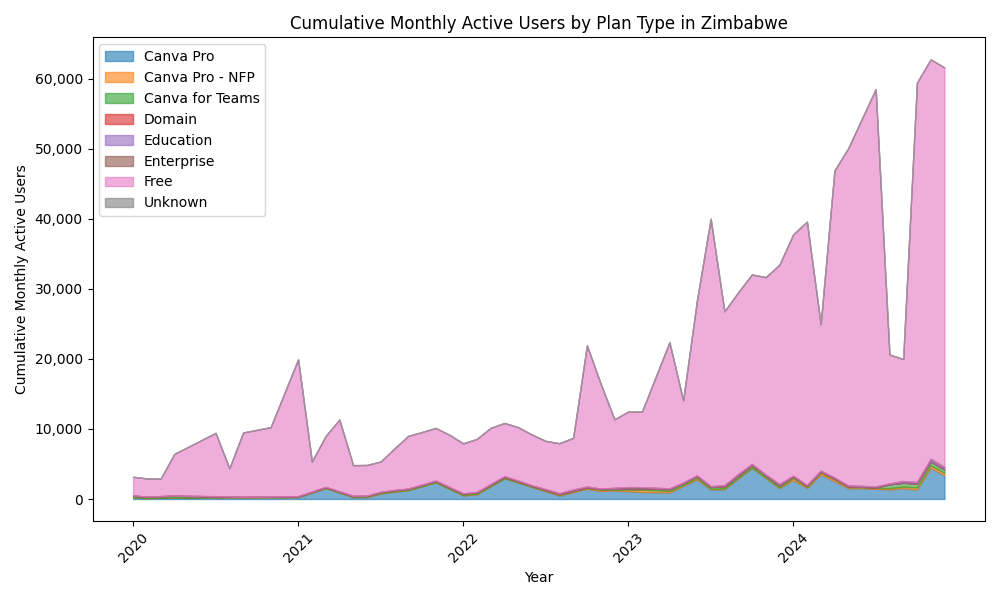 Cumulative Monthly Active Users by Plan Type in Zimbabwe
Canva Pro
Canva Pro - NFP
Canva for Teams
Domain
Education
Enterprise
Free
Unknown
Cumulative Monthly Active Users
60,000
50,000
40,000
30,000
20,000
10,000
0
2020
2021
2022
2023
2024
Year